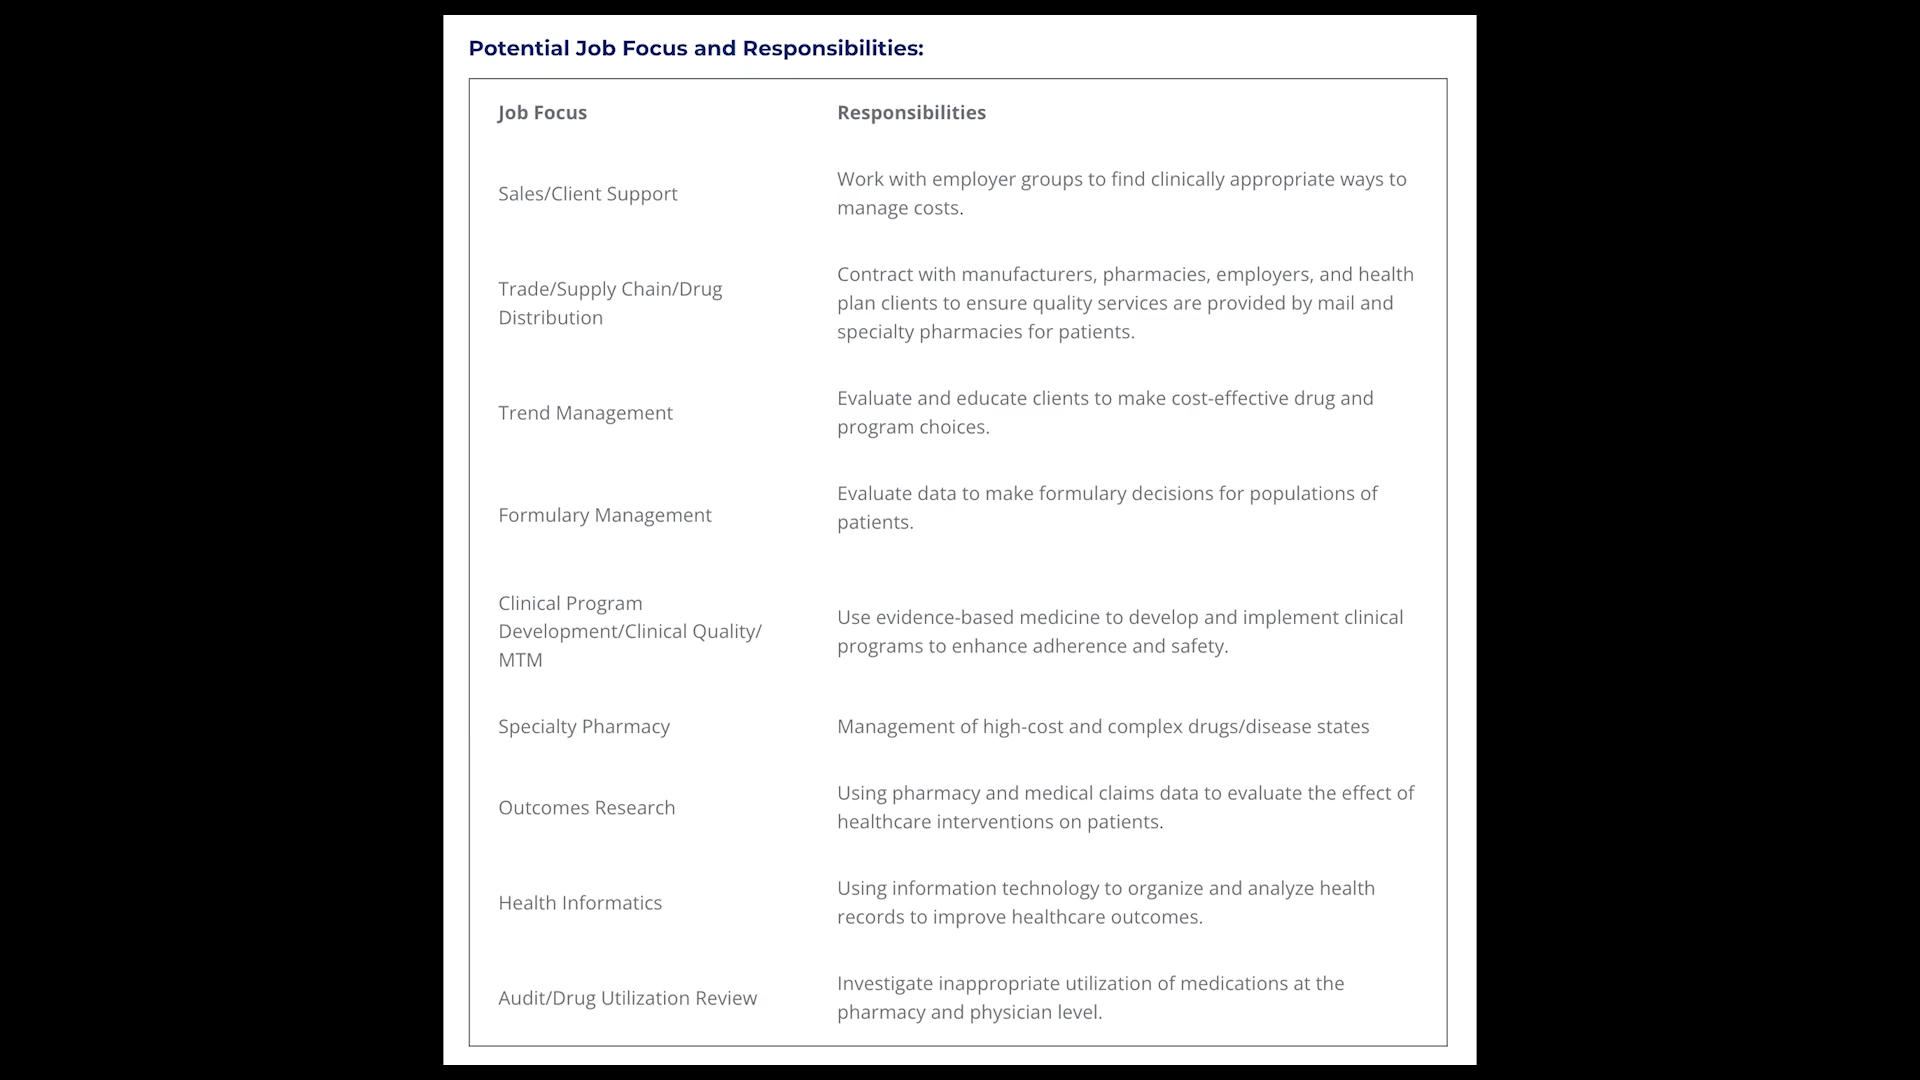 Potential Job Focus and Responsibilities:
Job Focus
Responsibilities
Sales/Client Support
Work with employer groups to find clinically appropriate ways to
manage costs.
Trade/Supply Chain/Drug
Distribution
Contract with manufacturers, pharmacies, employers, and health
plan clients to ensure quality services are provided by mail and
specialty pharmacies for patients.
Trend Management
Evaluate and educate clients to make cost-effective drug and
program choices.
Formulary Management
Evaluate data to make formulary decisions for populations of
patients.
Clinical Program
Development/Clinical Quality/
MTM
Use evidence-based medicine to develop and implement clinical
programs to enhance adherence and safety.
Specialty Pharmacy
Management of high-cost and complex drugs/disease states
Outcomes Research
Using pharmacy and medical claims data to evaluate the effect of
healthcare interventions on patients.
Health Informatics
Using information technology to organize and analyze health
records to improve healthcare outcomes.
Audit/Drug Utilization Review
Investigate inappropriate utilization of medications at the
pharmacy and physician level.